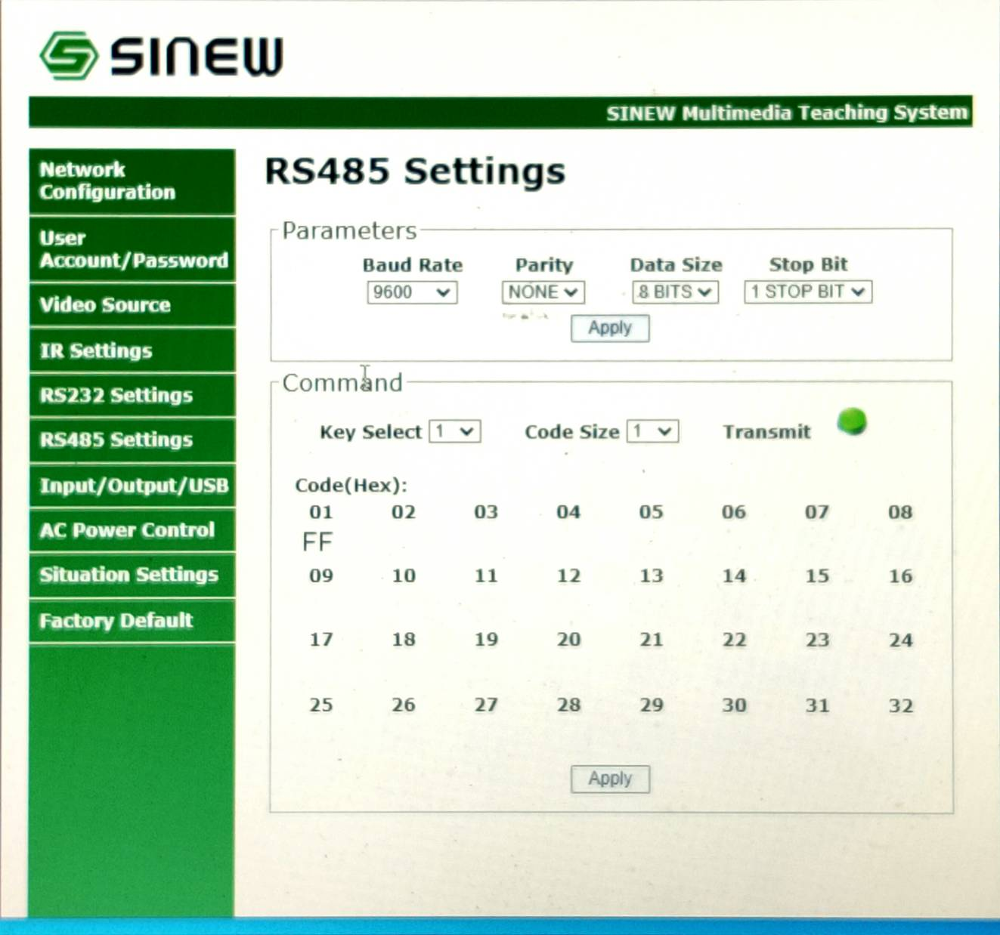 SINEW
SINEW Multimedia Teaching System
Network
Configuration
User
Account/Password
Video Source
IR Settings
RS232 Settings
RS485 Settings
Input/Output/USB
AC Power Control
Situation Settings
Factory Default
RS485 Settings
Parameters
Baud Rate Parity Data Size Stop Bit
9600 NONE 8 BITS 1 STOP BIT
Apply
Command
Key Select 1 Code Size 1 Transmit
Code(Hex):
01 02 03 04 05 06 07 08
FF
09 10 11 12 13 14 15 16
17 18 19 20 21 22 23 24
25 26 27 28 29 30 31 32
Apply